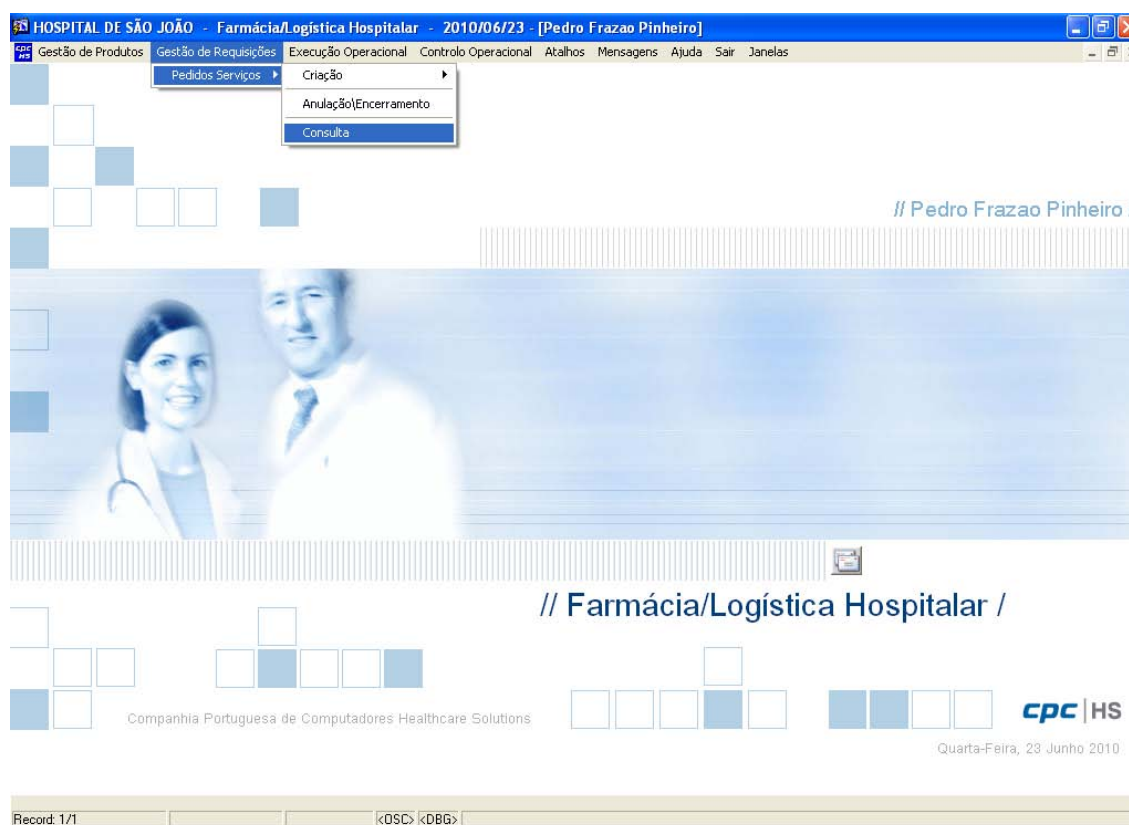 HOSPITAL DE SÃO JOÃO - Farmácia/Logística Hospitalar - 2010/06/23 - [Pedro Frazao Pinheiro]
CPC HS Gestão de Produtos Gestão de Requisições Execução Operacional Controlo Operacional Atalhos Mensagens Ajuda Sair Janelas
Pedidos Serviços Criação
Anulação\Encerramento
Consulta
// Pedro Frazao Pinheiro
// Farmácia/Logística Hospitalar /
Companhia Portuguesa de Computadores Healthcare Solutions
cpc | HS
Quarta-Feira, 23 Junho 2010
Record: 1/1 <OSC> <DBG>